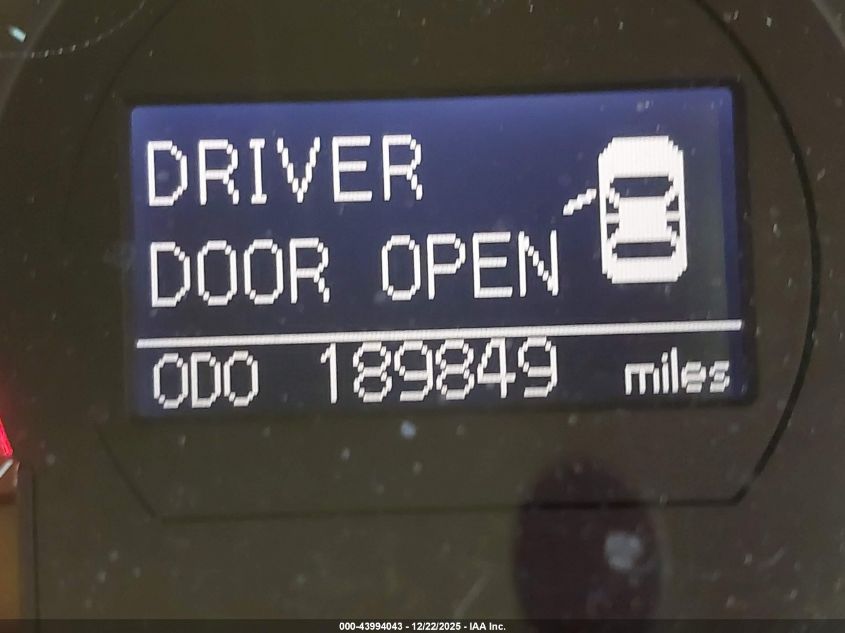 DRIVER
DOOR OPEN
ODO 189849 miles
000-43994043 - 12/22/2025 - IAA Inc.